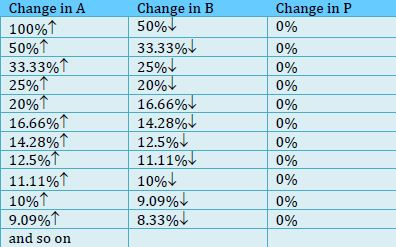 Change in A Change in B Change in P
100%↑ 50%↓ 0%
50%↑ 33.33%↓ 0%
33.33%↑ 25%↓ 0%
25%↑ 20%↓ 0%
20%↑ 16.66%↓ 0%
16.66%↑ 14.28%↓ 0%
14.28%↑ 12.5%↓ 0%
12.5%↑ 11.11%↓ 0%
11.11%↑ 10%↓ 0%
10%↑ 9.09%↓ 0%
9.09%↑ 8.33%↓ 0%
and so on